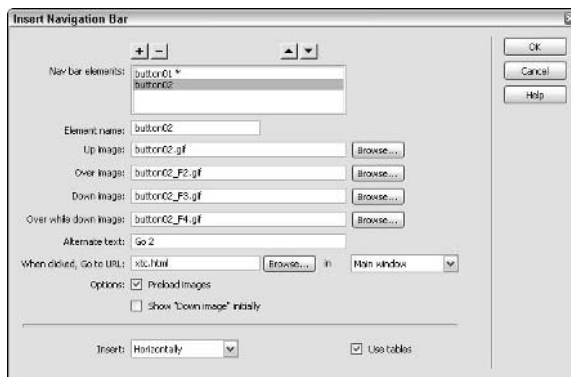 Insert Navigation Bar
+ −
OK
Cancel
Help
Nav bar elements:
button01 *
button02
Element name: button02
Up image: button02.gif Browse...
Over image: button02_F2.gif Browse...
Down image: button02_F3.gif Browse...
Over while down image: button02_F4.gif Browse...
Alternate text: Go 2
When clicked, Go to URL: xtc.html Browse... in Main window
Options: Preload images
Show "Down image" initially
Insert: Horizontally Use tables